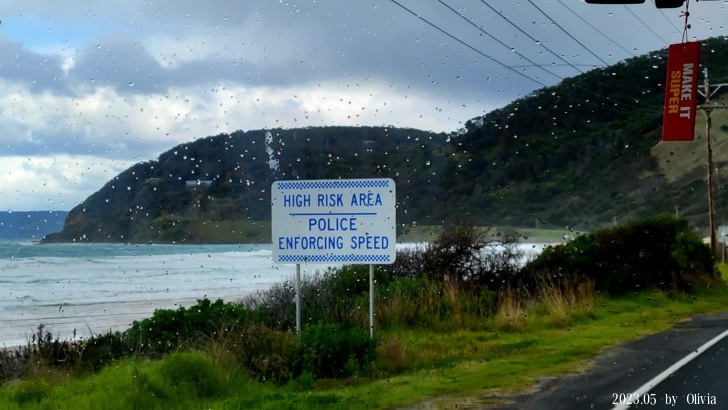 MAKE IT
SUPER
HIGH RISK AREA
POLICE
ENFORCING SPEED
2023.05 by Olivia